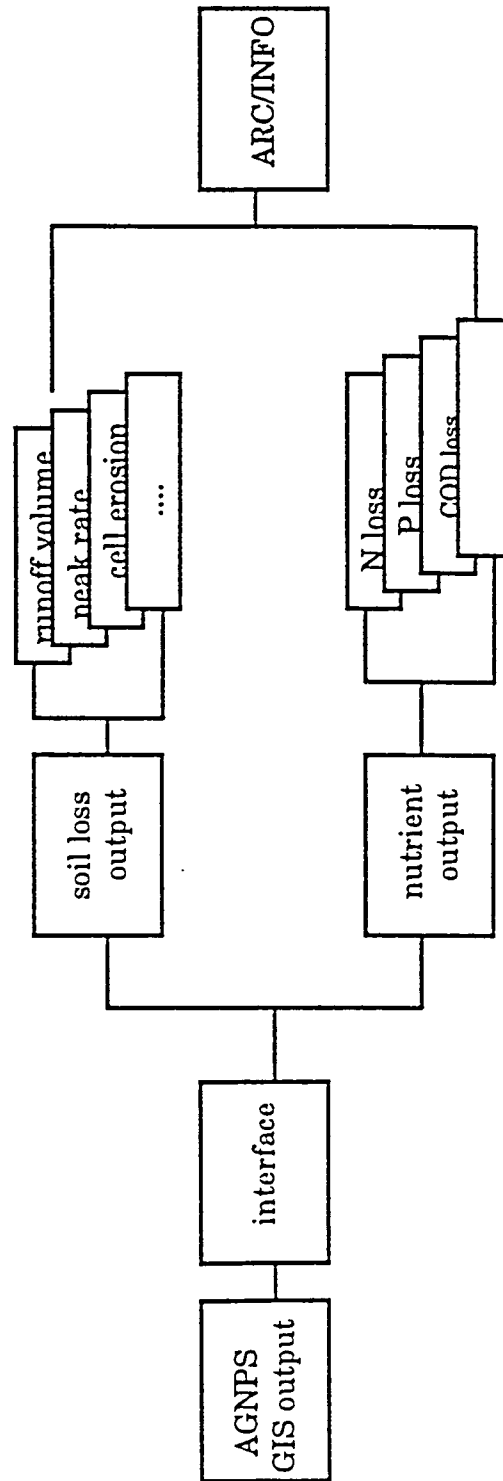 AGNPS
GIS output
interface
soil loss
output
runoff volume
peak rate
cell erosion
....
nutrient
output
N loss
P loss
COD loss
ARC/INFO